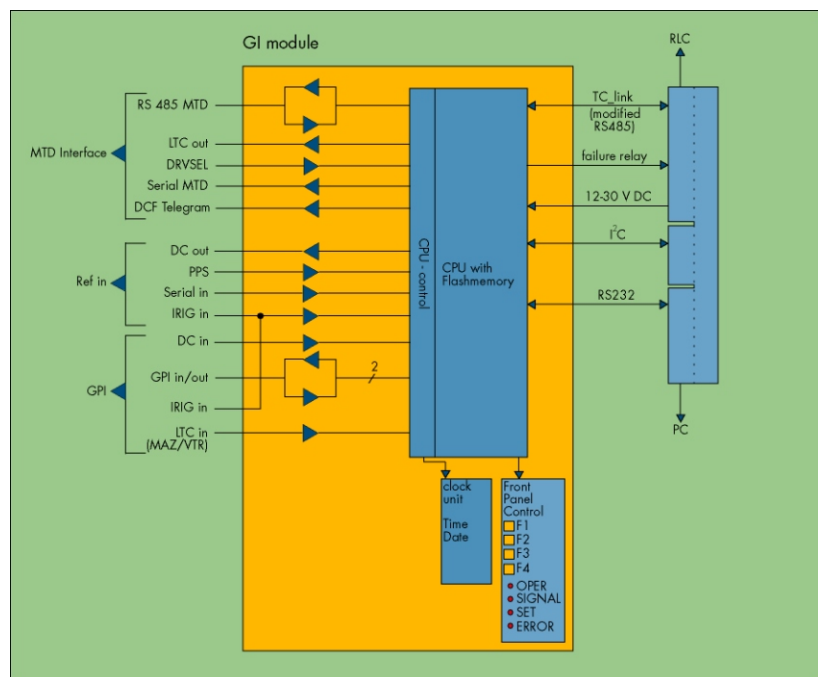 GI module
RLC
RS 485 MTD
LTC out
DRVSEL
Serial MTD
DCF Telegram
MTD Interface
DC out
PPS
Serial in
IRIG in
Ref in
DC in
GPI in/out
IRIG in
LTC in
(MAZ/VTR)
GPI
2
CPU - control
CPU with
Flashmemory
TC_link
(modified
RS485)
failure relay
12-30 V DC
I²C
RS232
PC
clock
unit
Time
Date
Front
Panel
Control
F1
F2
F3
F4
OPER
SIGNAL
SET
ERROR